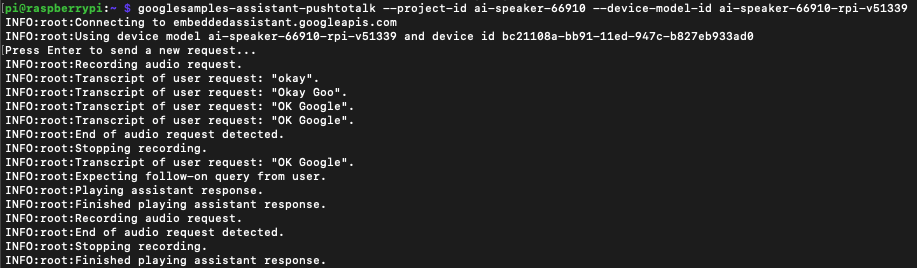 [pi@raspberrypi:~ $ googlesamples-assistant-pushtotalk --project-id ai-speaker-66910 --device-model-id ai-speaker-66910-rpi-v51339
INFO:root:Connecting to embeddedassistant.googleapis.com
INFO:root:Using device model ai-speaker-66910-rpi-v51339 and device id bc21108a-bb91-11ed-947c-b827eb933ad0
[Press Enter to send a new request...
INFO:root:Recording audio request.
INFO:root:Transcript of user request: "okay".
INFO:root:Transcript of user request: "Okay Goo".
INFO:root:Transcript of user request: "OK Google".
INFO:root:Transcript of user request: "OK Google".
INFO:root:End of audio request detected.
INFO:root:Stopping recording.
INFO:root:Transcript of user request: "OK Google".
INFO:root:Expecting follow-on query from user.
INFO:root:Playing assistant response.
INFO:root:Finished playing assistant response.
INFO:root:Recording audio request.
INFO:root:End of audio request detected.
INFO:root:Stopping recording.
INFO:root:Finished playing assistant response.